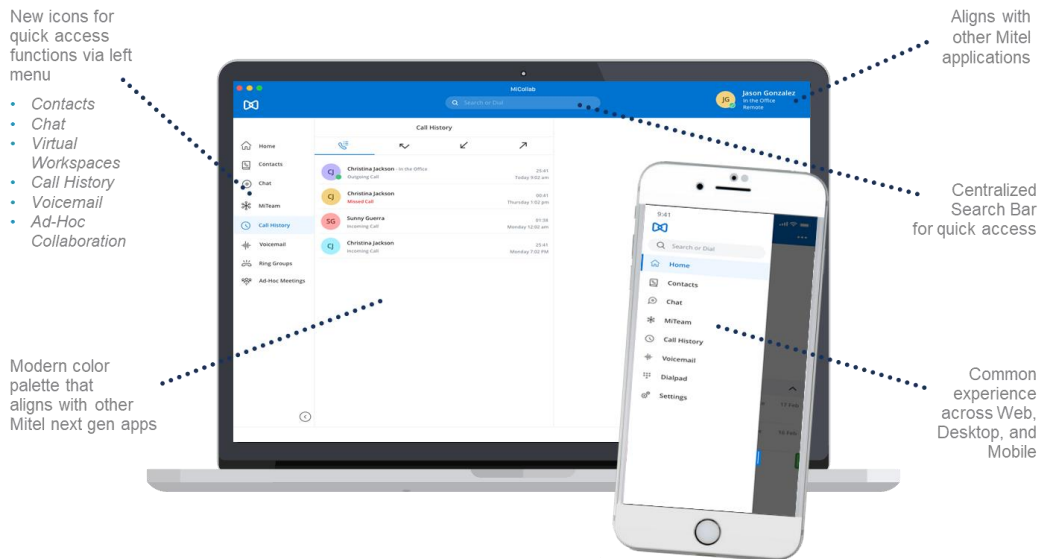 New icons for
quick access
functions via left
menu
• Contacts
• Chat
• Virtual
Workspaces
• Call History
• Voicemail
• Ad-Hoc
Collaboration
Modern color
palette that
aligns with other
Mitel next gen apps
MiCollab
Search or Dial
JG
Jason Gonzalez
In the Office
Remote
Home
Contacts
Chat
MiTeam
Call History
Voicemail
Ring Groups
Ad-Hoc Meetings
Call History
CJ
Christina Jackson - In the Office
Outgoing Call
25:41
Today 9:02 am
CJ
Christina Jackson
Missed Call
00:41
Thursday 1:02 pm
SG
Sunny Guerra
Incoming Call
Monday 12:02 am
CJ
Christina Jackson
Incoming Call
25:41
Monday 7:02 PM
9:41
Search or Dial
Home
Contacts
Chat
MiTeam
Call History
Voicemail
Dialpad
Settings
Aligns with
other Mitel
applications
Centralized
Search Bar
for quick access
Common
experience
across Web,
Desktop, and
Mobile